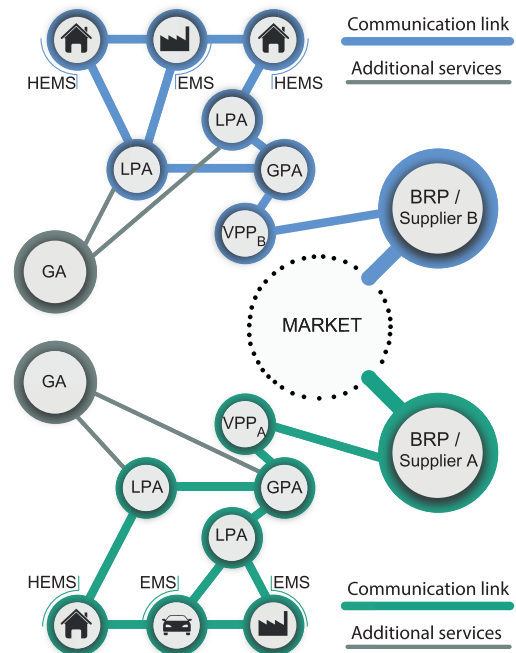 Communication link
Additional services
HEMS
EMS
HEMS
LPA
LPA
GPA
BRP /
Supplier B
VPPB
GA
MARKET
GA
VPPA
BRP /
Supplier A
LPA
GPA
LPA
HEMS
EMS
EMS
Communication link
Additional services